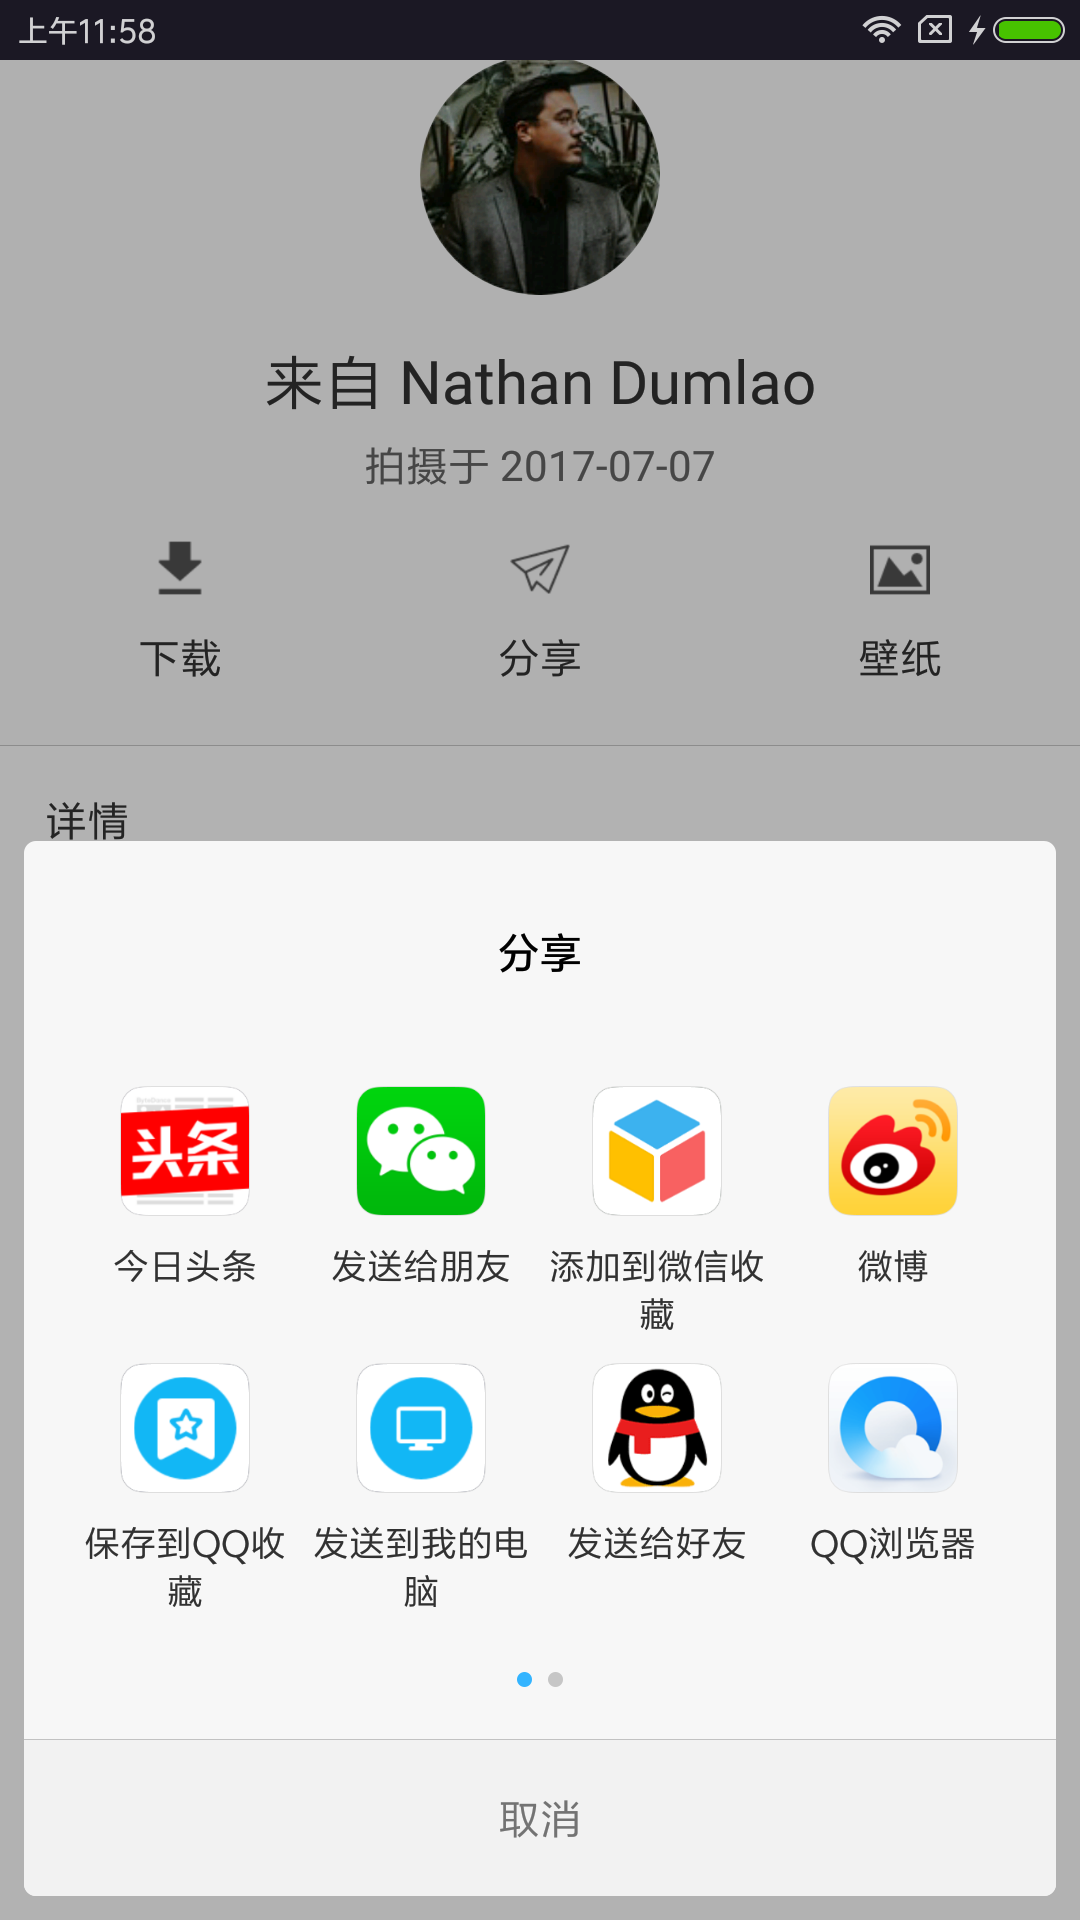 上午11:58
来自 Nathan Dumlao
拍摄于 2017-07-07
下载 分享 壁纸
详情
分享
头条
今日头条 发送给朋友 添加到微信收 微博
藏
保存到QQ收 发送到我的电 发送给好友 QQ浏览器
藏 脑
取消